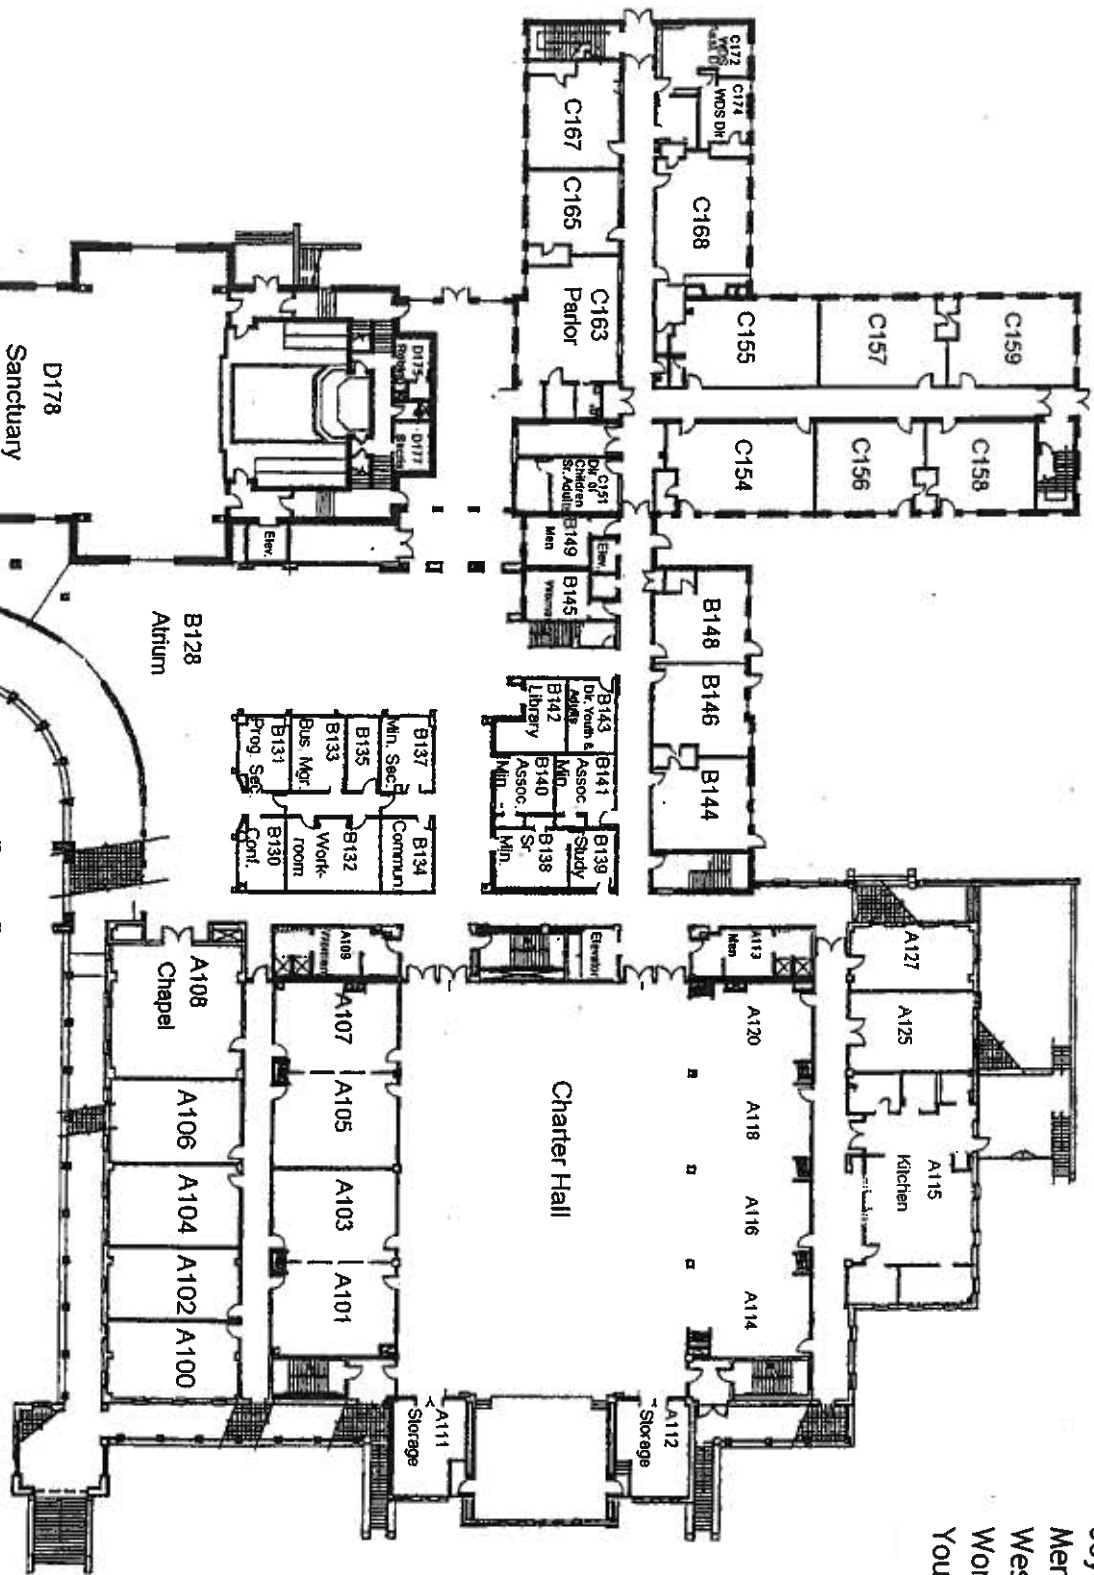 Mer
Wes
Wor
You
C159
C157
C155
C158
C156
C154
C172
WDS
C174
WDS Dir
C168
C167
C165
C163
Parlor
C151
Dir of
Children
Sr. Adults
B149
Men
Elev.
B145
Women
B148
B146
B144
B143
Dir. Youth &
Adults
B142
Library
B141
Assoc.
Min.
B140
Assoc.
Min.
B139
Study
B138
Sr
Min.
B137
Min. Sec.
B135
B133
Bus. Mgr.
B131
Prog. Sec.
B134
Commun
B132
Work-
room
B130
Conf.
A127
A125
A115
Kitchen
A113
Men
A120
A118
A116
A114
Elevator
Charter Hall
A112
Storage
A111
Storage
A109
Women
A107
A105
A103
A101
A108
Chapel
A106
A104
A102
A100
D175
D177
Elev.
B128
Atrium
D178
Sanctuary